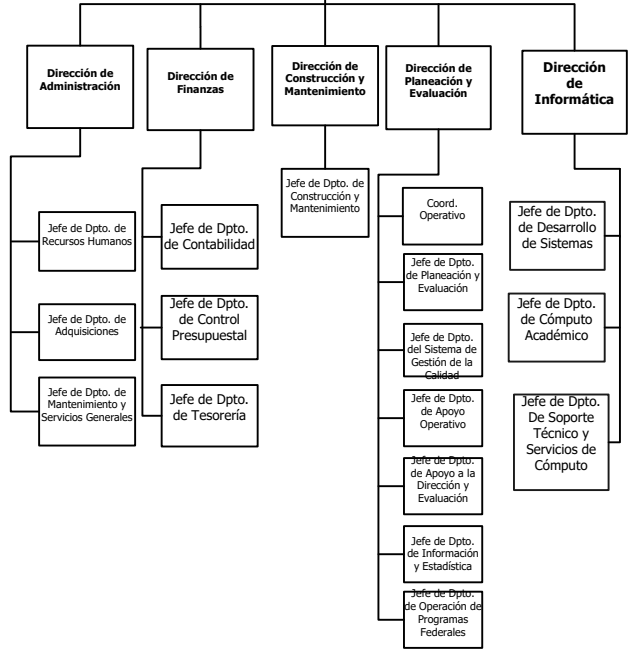 Dirección de
Administración
Dirección de
Finanzas
Dirección de
Construcción y
Mantenimiento
Dirección de
Planeación y
Evaluación
Dirección
de
Informática
Jefe de Dpto. de
Recursos Humanos
Jefe de Dpto. de
Adquisiciones
Jefe de Dpto. de
Mantenimiento y
Servicios Generales
Jefe de Dpto.
de Contabilidad
Jefe de Dpto.
de Control
Presupuestal
Jefe de Dpto.
de Tesorería
Jefe de Dpto. de
Construcción y
Mantenimiento
Coord.
Operativo
Jefe de Dpto.
de Planeación y
Evaluación
Jefe de Dpto.
del Sistema de
Gestión de la
Calidad
Jefe de Dpto.
de Apoyo
Operativo
Jefe de Dpto.
de Apoyo a la
Dirección y
Evaluación
Jefe de Dpto.
de Información
y Estadística
Jefe de Dpto.
de Operación de
Programas
Federales
Jefe de Dpto.
de Desarrollo
de Sistemas
Jefe de Dpto.
de Cómputo
Académico
Jefe de Dpto.
De Soporte
Técnico y
Servicios de
Cómputo